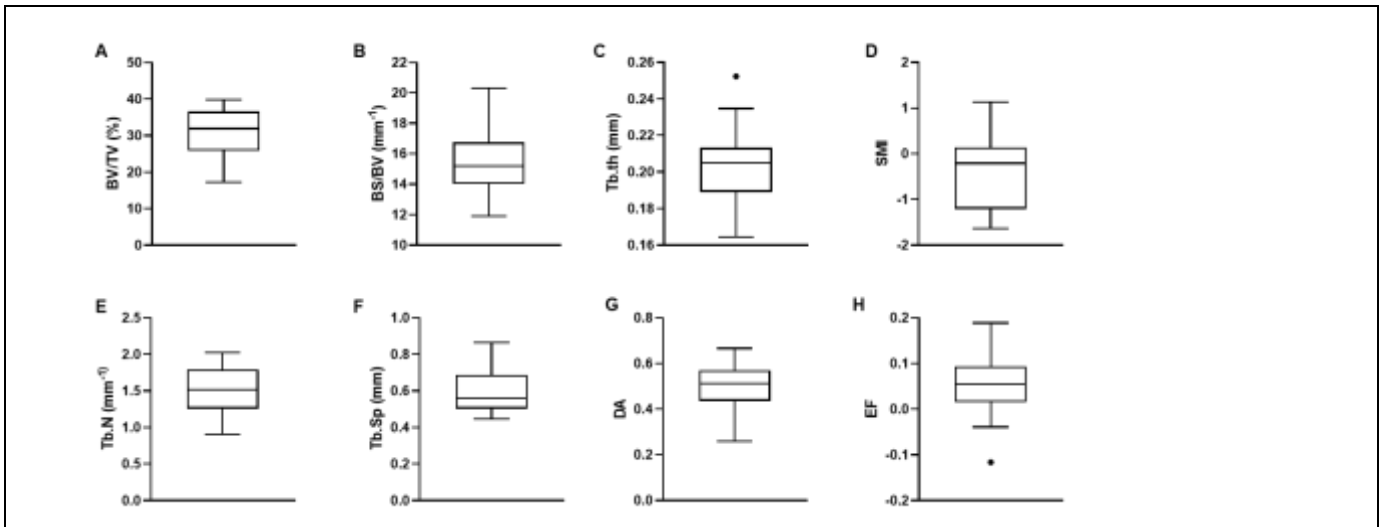 A
BV/TV (%)
50
40
30
20
10
0
B
BS/BV (mm-1)
22
20
18
16
14
12
10
C
Tb.th (mm)
0.26
0.24
0.22
0.20
0.18
0.16
D
SMI
2
1
0
-1
-2
E
Tb.N (mm-1)
2.5
2.0
1.5
1.0
0.5
0.0
F
Tb.Sp (mm)
1.0
0.8
0.6
0.4
0.2
0.0
G
DA
0.8
0.6
0.4
0.2
0.0
H
EF
0.2
0.1
0.0
-0.1
-0.2